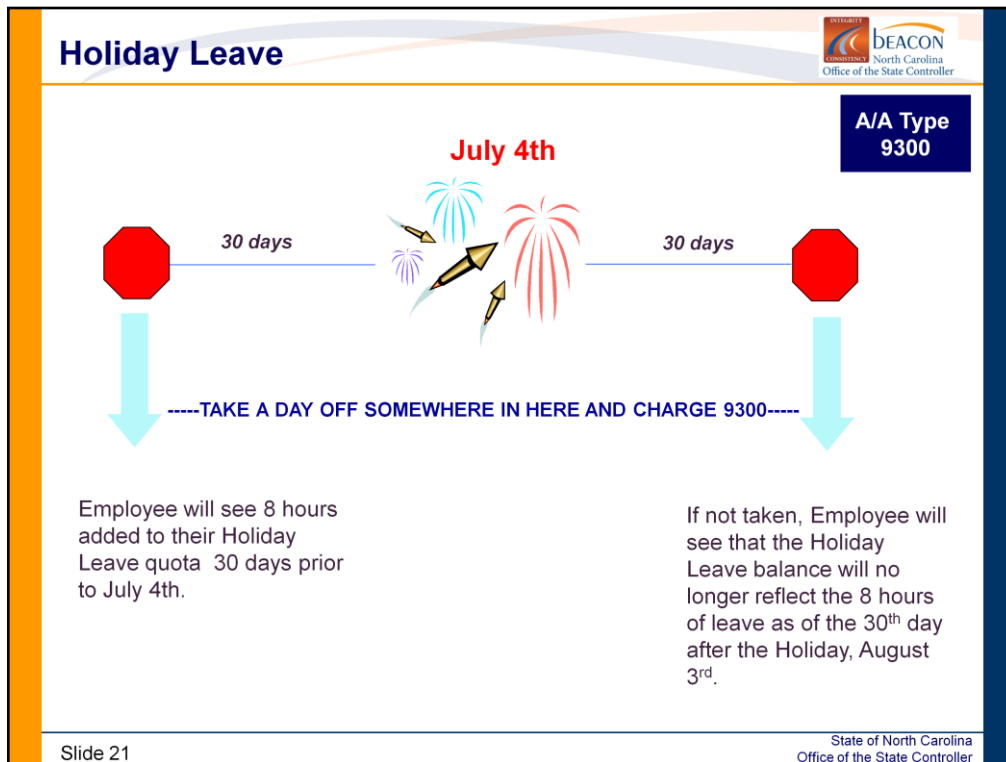 Holiday Leave
INTEGRITY
CONSISTENCY
beacon
North Carolina
Office of the State Controller
A/A Type
9300
July 4th
30 days
30 days
-----TAKE A DAY OFF SOMEWHERE IN HERE AND CHARGE 9300-----
Employee will see 8 hours
added to their Holiday
Leave quota  30 days prior
to July 4th.
If not taken, Employee will
see that the Holiday
Leave balance will no
longer reflect the 8 hours
of leave as of the 30th day
after the Holiday, August
3rd.
Slide 21
State of North Carolina
Office of the State Controller